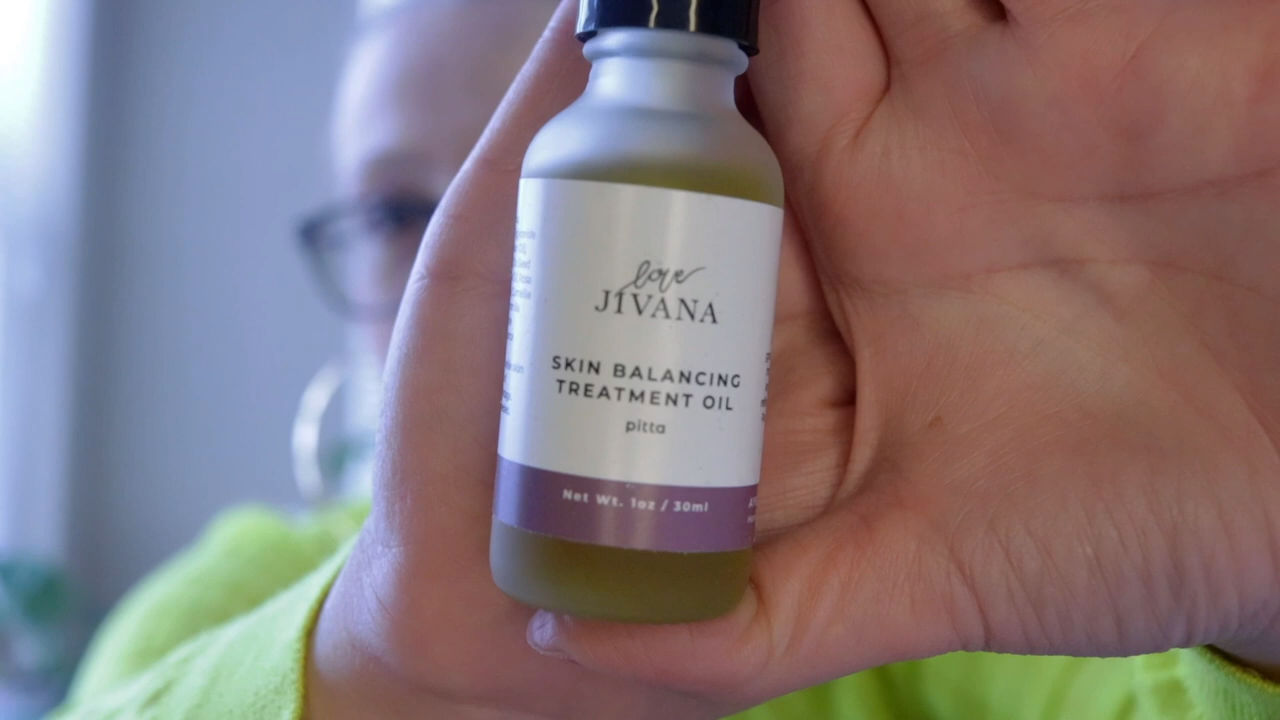 love
JIVANA
SKIN BALANCING
TREATMENT OIL
pitta
Net Wt. 1oz / 30ml